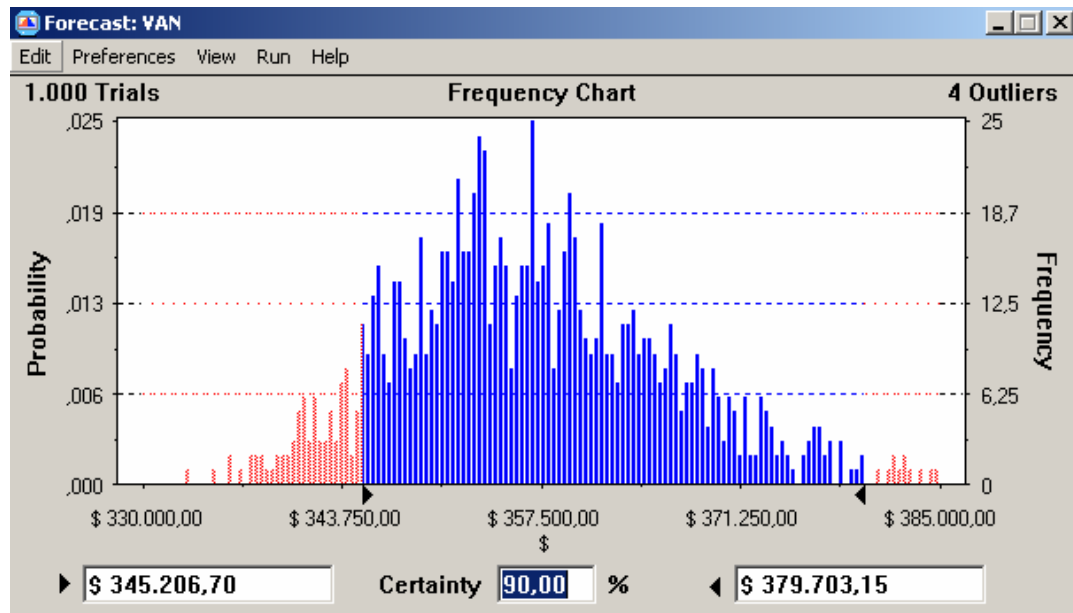 Forecast: VAN
Edit Preferences View Run Help
1.000 Trials Frequency Chart 4 Outliers
,025 25
,019 18,7
,013 12,5
,006 6,25
,000 0
Probability
Frequency
$ 330.000,00 $ 343.750,00 $ 357.500,00 $ 371.250,00 $ 385.000,00
$
$ 345.206,70 Certainty 90,00 % $ 379.703,15